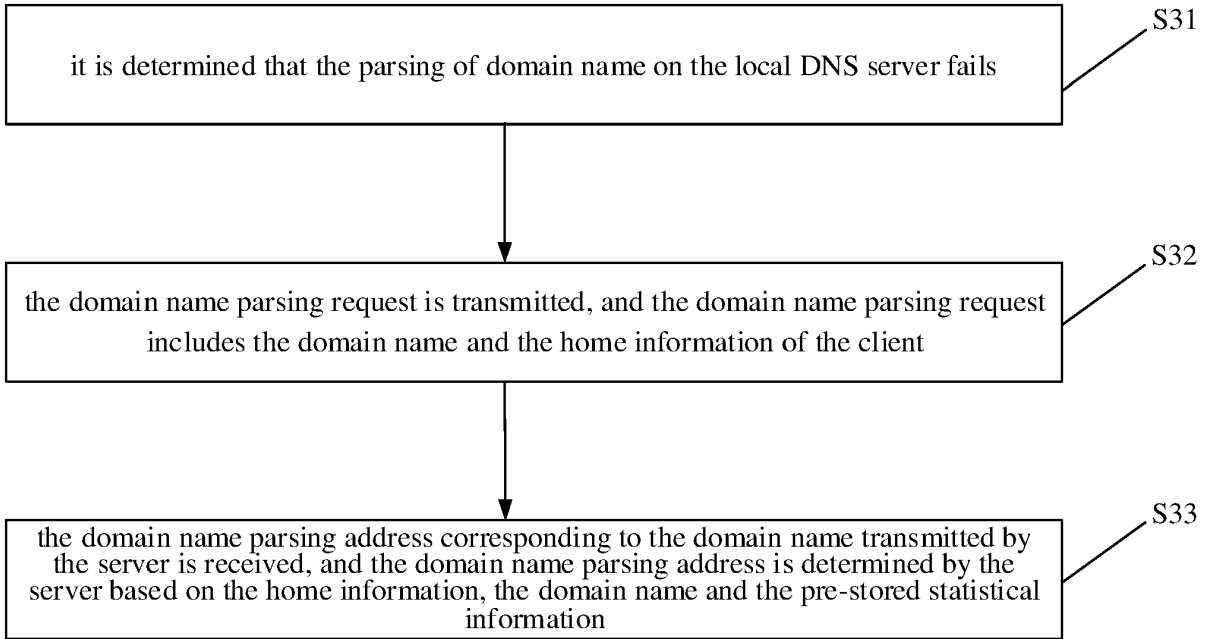 S31
it is determined that the parsing of domain name on the local DNS server fails
S32
the domain name parsing request is transmitted, and the domain name parsing request
includes the domain name and the home information of the client
S33
the domain name parsing address corresponding to the domain name transmitted by
the server is received, and the domain name parsing address is determined by the
server based on the home information, the domain name and the pre-stored statistical
information